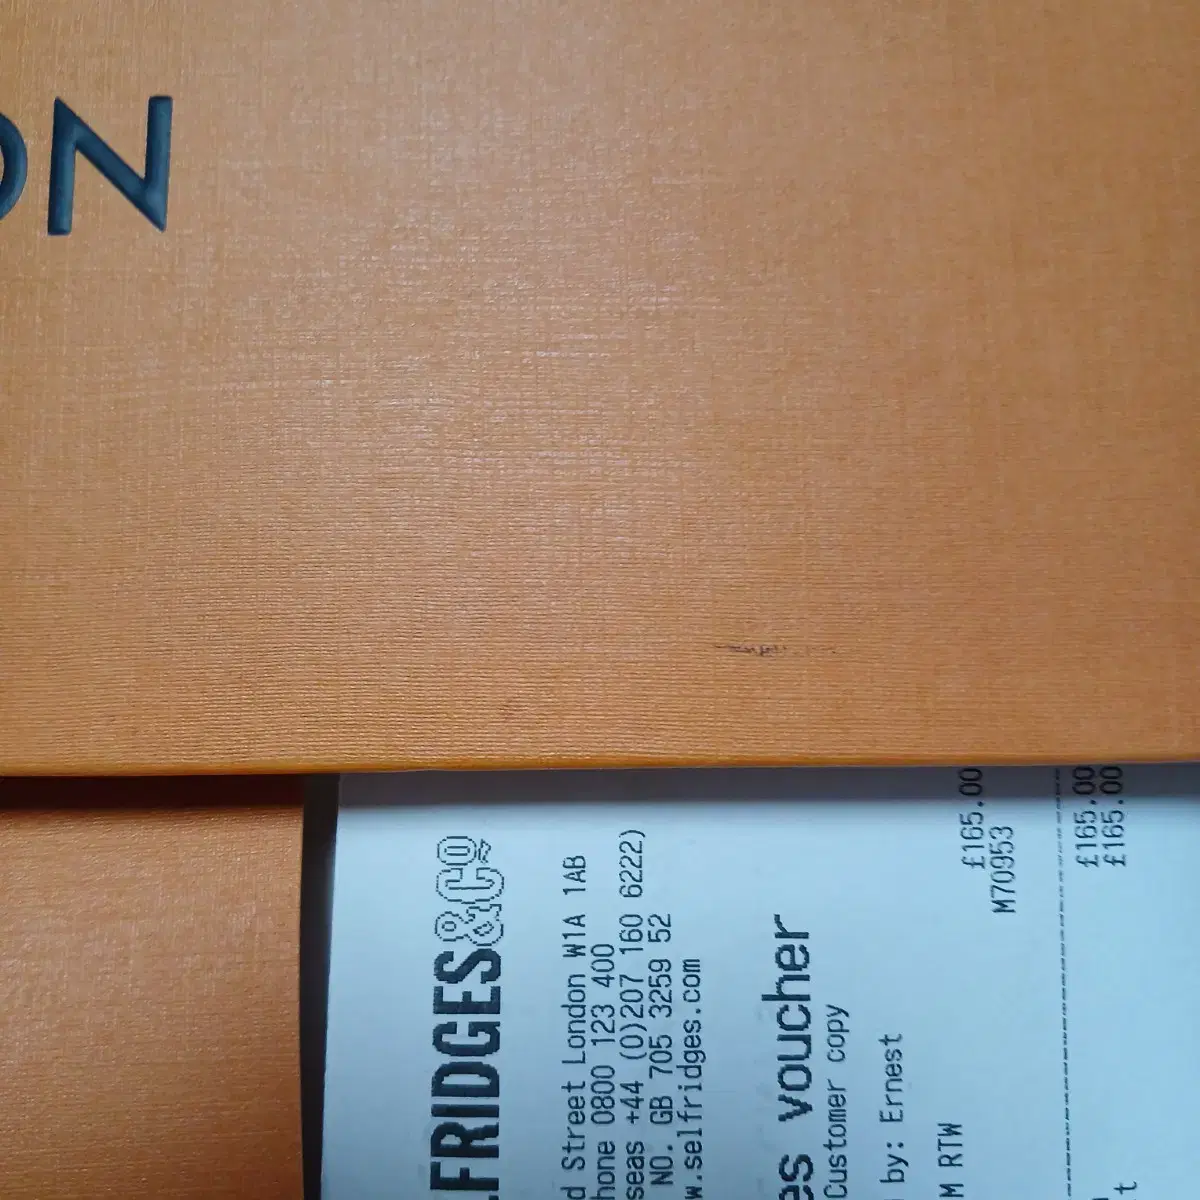 ON
.FRIDGES&Co
d Street London W1A 1AB
hone 0800 123 400
seas +44 (0)207 160 6222)
NO. GB 705 3259 52
w.selfridges.com
es voucher
Customer copy
by: Ernest
M RTW
£165.00
M70953
£165.00
t £165.00